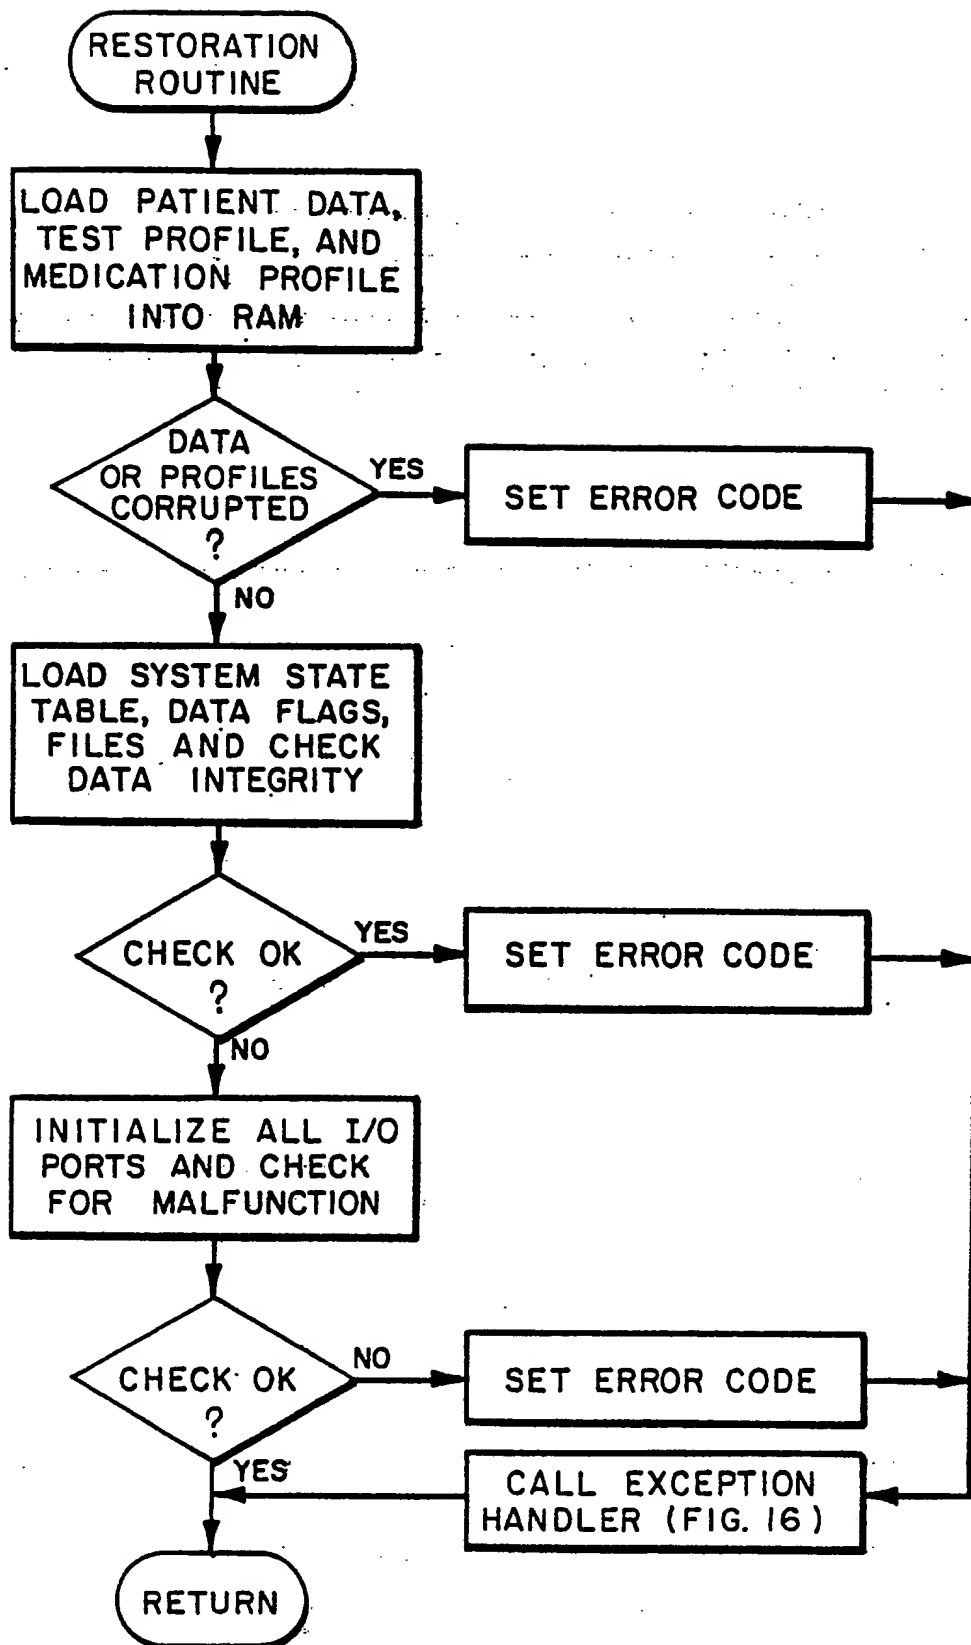 RESTORATION
ROUTINE
LOAD PATIENT DATA,
TEST PROFILE, AND
MEDICATION PROFILE
INTO RAM
DATA
OR PROFILES
CORRUPTED
?
YES
SET ERROR CODE
NO
LOAD SYSTEM STATE
TABLE, DATA FLAGS,
FILES AND CHECK
DATA INTEGRITY
CHECK OK
?
YES
SET ERROR CODE
NO
INITIALIZE ALL I/O
PORTS AND CHECK
FOR MALFUNCTION
CHECK OK
?
NO
SET ERROR CODE
YES
CALL EXCEPTION
HANDLER (FIG. 16)
RETURN